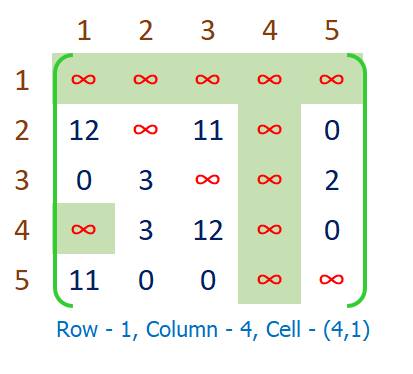 1 2 3 4 5
1 ∞ ∞ ∞ ∞ ∞
2 12 ∞ 11 ∞ 0
3 0 3 ∞ ∞ 2
4 ∞ 3 12 ∞ 0
5 11 0 0 ∞ ∞
Row - 1, Column - 4, Cell - (4,1)